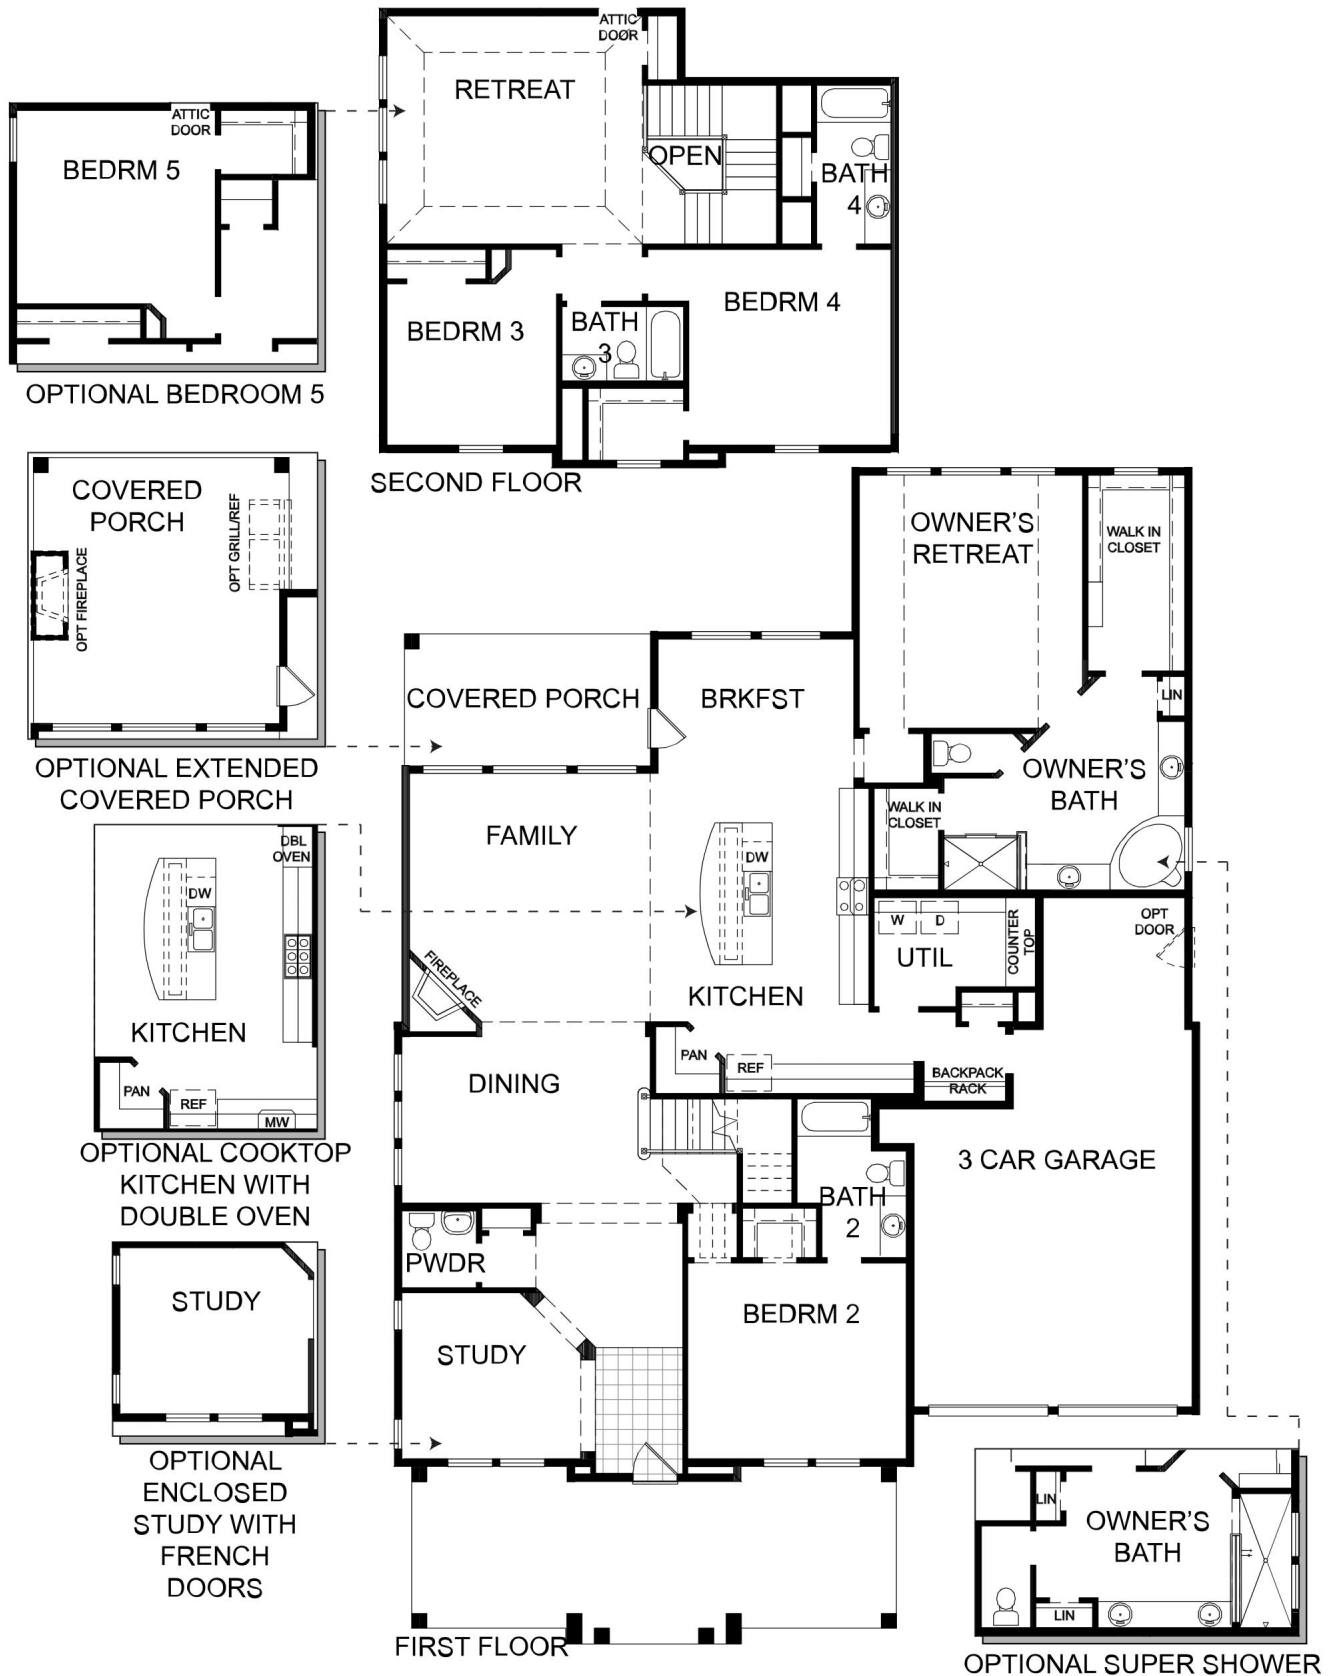 ATTIC
DOOR
RETREAT
OPEN
BATH
4
BEDRM 3
BATH
3
BEDRM 4
SECOND FLOOR
ATTIC
DOOR
BEDRM 5
OPTIONAL BEDROOM 5
COVERED
PORCH
OPT GRILL/REF
OPT FIREPLACE
OPTIONAL EXTENDED
COVERED PORCH
DBL
OVEN
DW
KITCHEN
PAN
REF
MW
OPTIONAL COOKTOP
KITCHEN WITH
DOUBLE OVEN
STUDY
OPTIONAL
ENCLOSED
STUDY WITH
FRENCH
DOORS
OWNER'S
RETREAT
WALK IN
CLOSET
LIN
COVERED PORCH
BRKFST
OWNER'S
BATH
WALK IN
CLOSET
FAMILY
DW
W
D
COUNTER
TOP
OPT
DOOR
UTIL
FIREPLACE
KITCHEN
PAN
REF
BACKPACK
RACK
DINING
3 CAR GARAGE
BATH
2
PWDR
BEDRM 2
STUDY
FIRST FLOOR
LIN
OWNER'S
BATH
LIN
OPTIONAL SUPER SHOWER